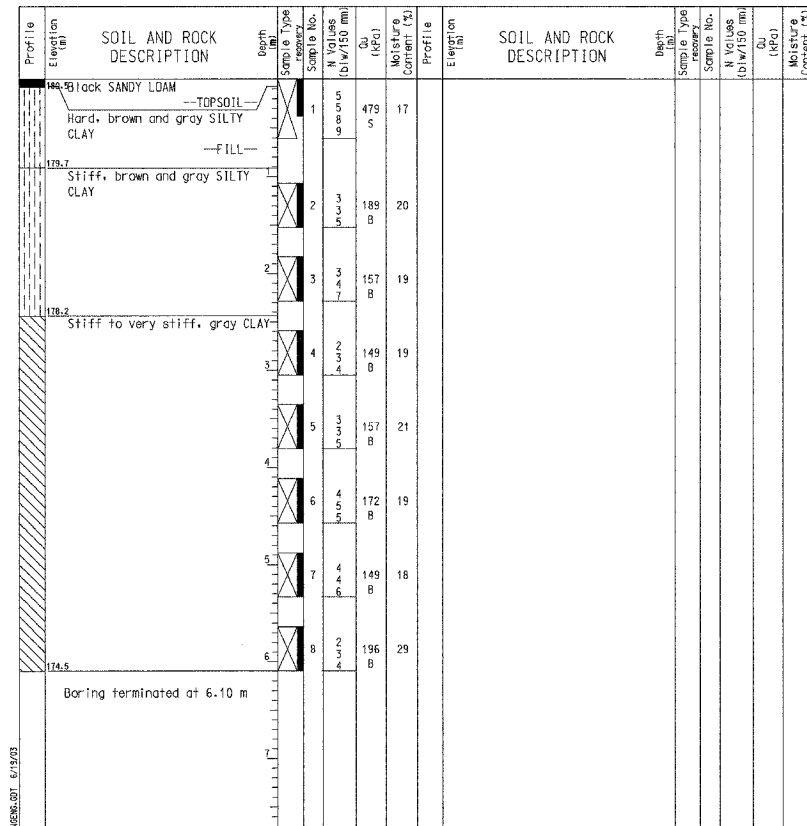 Profile
Elevation (m)
SOIL AND ROCK
DESCRIPTION
Depth (m)
Sample Type
recovery
Sample No.
N Values
(blw/150 mm)
Qu
(kPa)
Moisture
Content (%)
Profile
Elevation (m)
SOIL AND ROCK
DESCRIPTION
Depth (m)
Sample Type
recovery
Sample No.
N Values
(blw/150 mm)
Qu
(kPa)
Moisture
Content (%)
180.5 Black SANDY LOAM
--TOPSOIL--
Hard, brown and gray SILTY
CLAY
--FILL--
1 5 5 8 9 479 S 17
179.7
1
Stiff, brown and gray SILTY
CLAY
2 3 3 5 189 B 20
2
3 3 4 7 157 B 19
178.2
Stiff to very stiff, gray CLAY
4 2 3 4 149 B 19
3
5 3 3 5 157 B 21
4
6 4 5 5 172 B 19
5
7 4 4 6 149 B 18
8 2 3 4 196 B 29
6
174.5
Boring terminated at 6.10 m
7
6/19/03